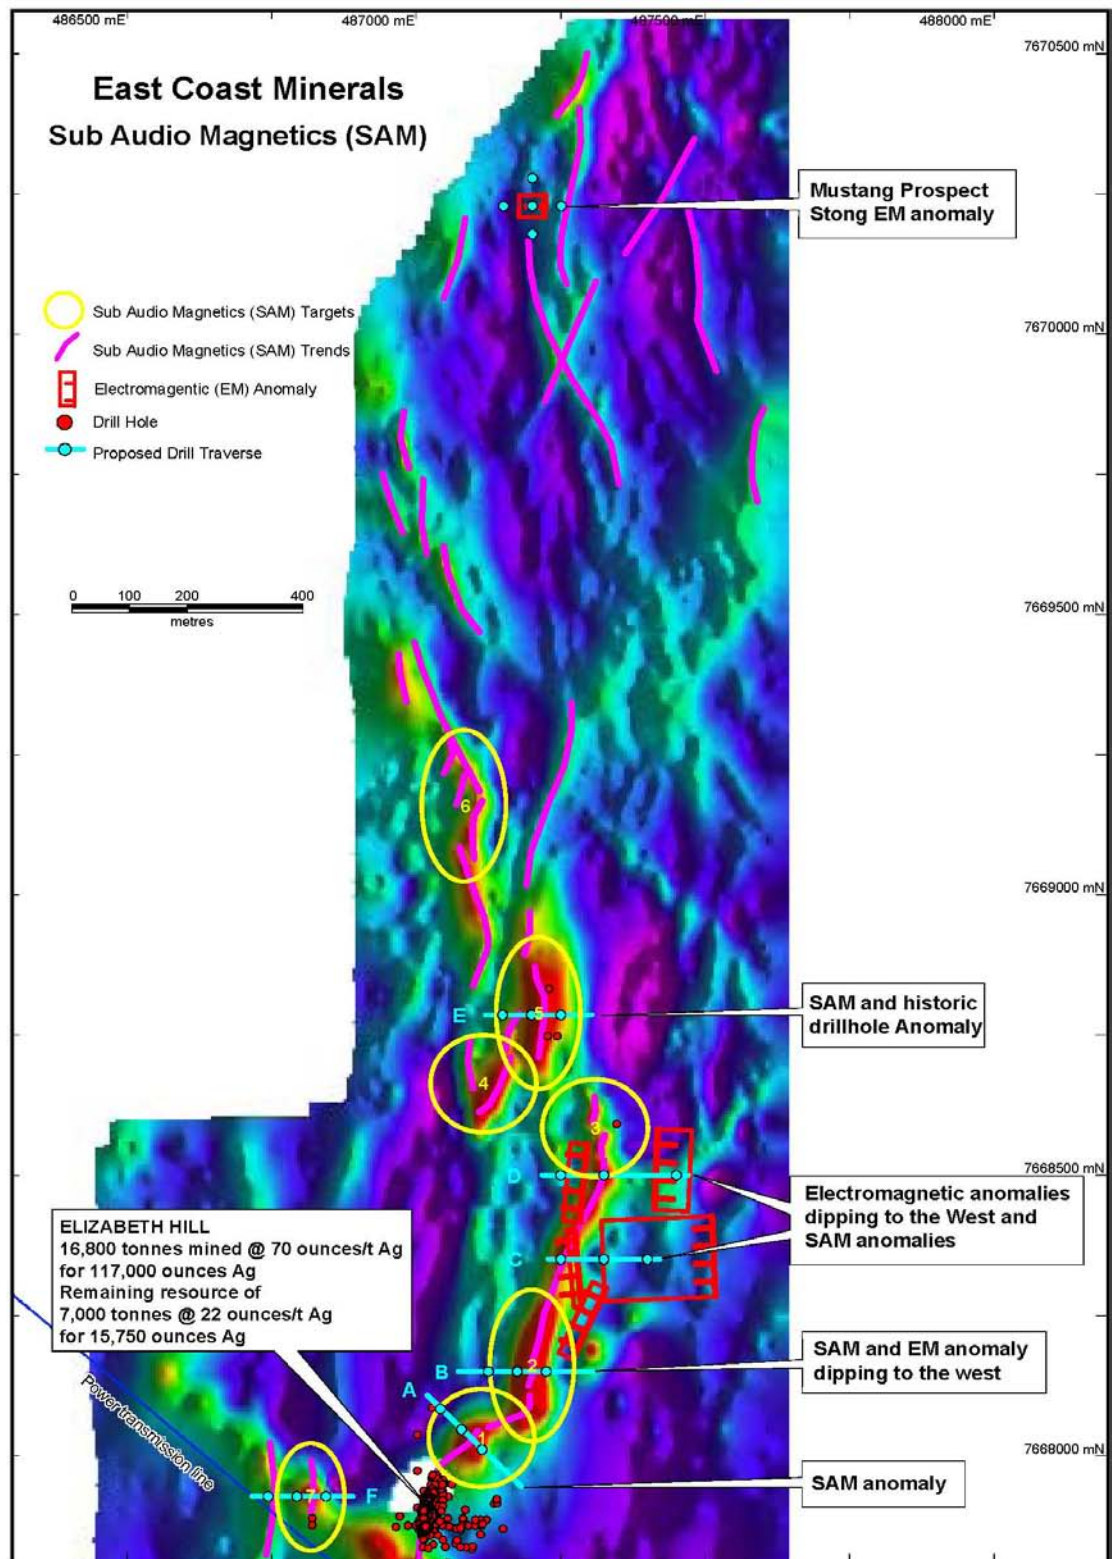 486500 mE
487000 mE
487500 mE
488000 mE
7670500 mN
East Coast Minerals
Sub Audio Magnetics (SAM)
Mustang Prospect
Stong EM anomaly
Sub Audio Magnetics (SAM) Targets
7670000 mN
Sub Audio Magnetics (SAM) Trends
Electromagentic (EM) Anomaly
Drill Hole
Proposed Drill Traverse
0 100 200 400
metres
7669500 mN
6
7669000 mN
SAM and historic
drillhole Anomaly
E
5
4
3
D
7668500 mN
Electromagnetic anomalies
dipping to the West and
SAM anomalies
ELIZABETH HILL
16,800 tonnes mined @ 70 ounces/t Ag
for 117,000 ounces Ag
Remaining resource of
7,000 tonnes @ 22 ounces/t Ag
for 15,750 ounces Ag
C
SAM and EM anomaly
dipping to the west
B
2
A
Power transmission line
1
7668000 mN
SAM anomaly
7
F